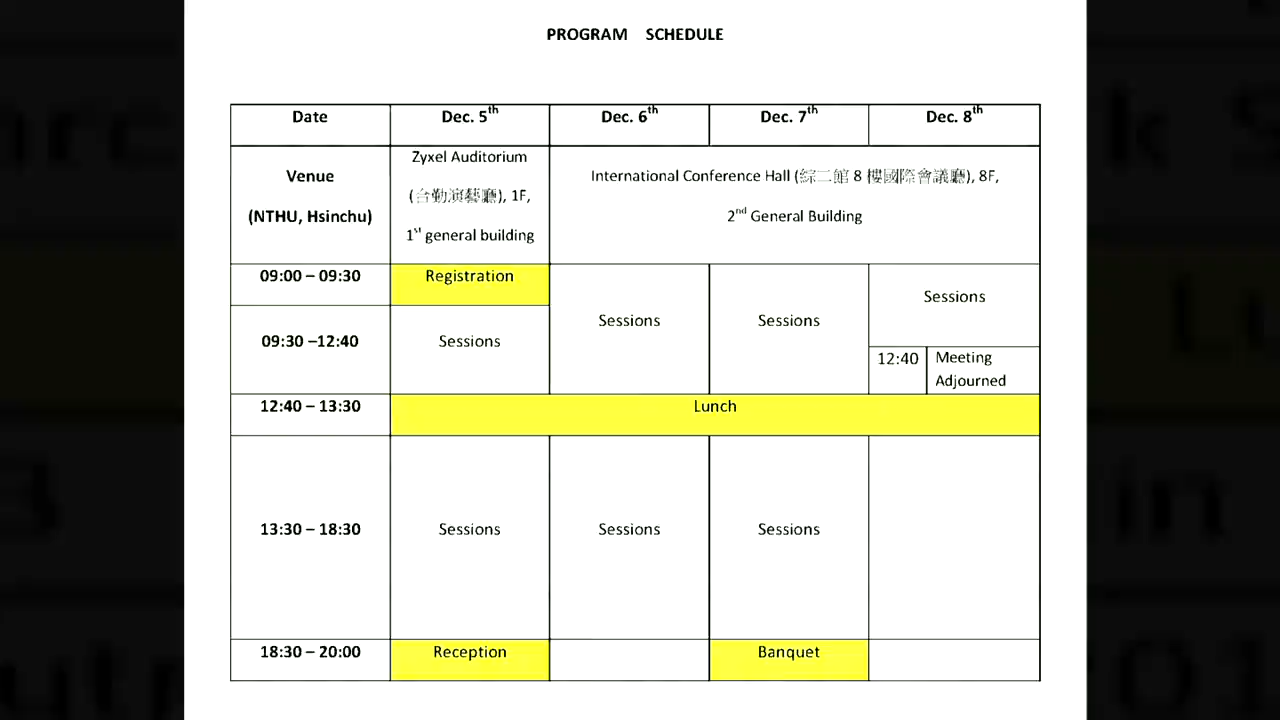 PROGRAM SCHEDULE
Date Dec. 5th Dec. 6th Dec. 7th Dec. 8th
Venue
(NTHU, Hsinchu)
Zyxel Auditorium
(台勤演藝廳), 1F,
1st general building
International Conference Hall (綜二館 8 樓國際會議廳), 8F,
2nd General Building
09:00 – 09:30 Registration
Sessions Sessions Sessions
09:30 –12:40 Sessions
12:40 Meeting
Adjourned
12:40 – 13:30 Lunch
13:30 – 18:30 Sessions Sessions Sessions
18:30 – 20:00 Reception Banquet